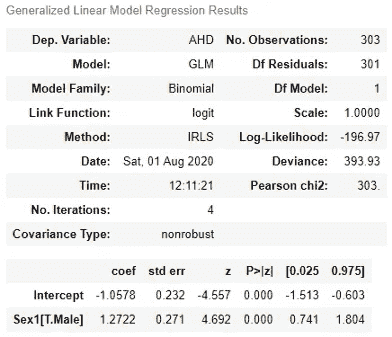 Generalized Linear Model Regression Results
Dep. Variable: AHD No. Observations: 303
Model: GLM Df Residuals: 301
Model Family: Binomial Df Model: 1
Link Function: logit Scale: 1.0000
Method: IRLS Log-Likelihood: -196.97
Date: Sat, 01 Aug 2020 Deviance: 393.93
Time: 12:11:21 Pearson chi2: 303.
No. Iterations: 4
Covariance Type: nonrobust
coef std err z P>|z| [0.025 0.975]
Intercept -1.0578 0.232 -4.557 0.000 -1.513 -0.603
Sex1[T.Male] 1.2722 0.271 4.692 0.000 0.741 1.804